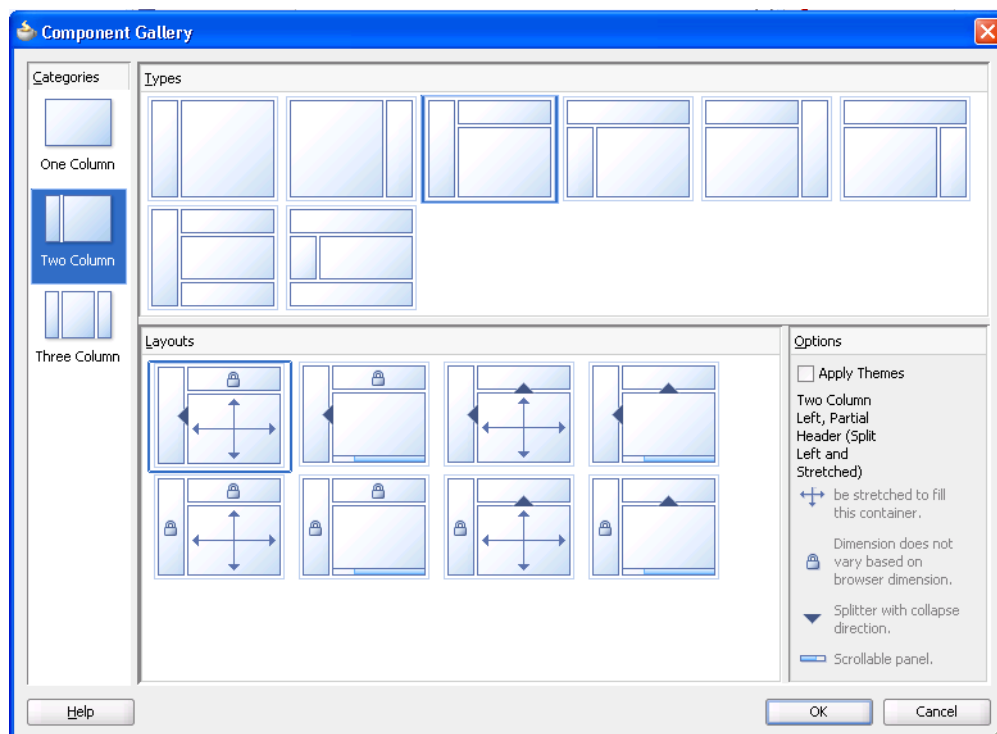 Component Gallery
Categories
One Column
Two Column
Three Column
Types
Layouts
Options
Apply Themes
Two Column
Left, Partial
Header (Split
Left and
Stretched)
be stretched to fill
this container.
Dimension does not
vary based on
browser dimension.
Splitter with collapse
direction.
Scrollable panel.
Help
OK
Cancel